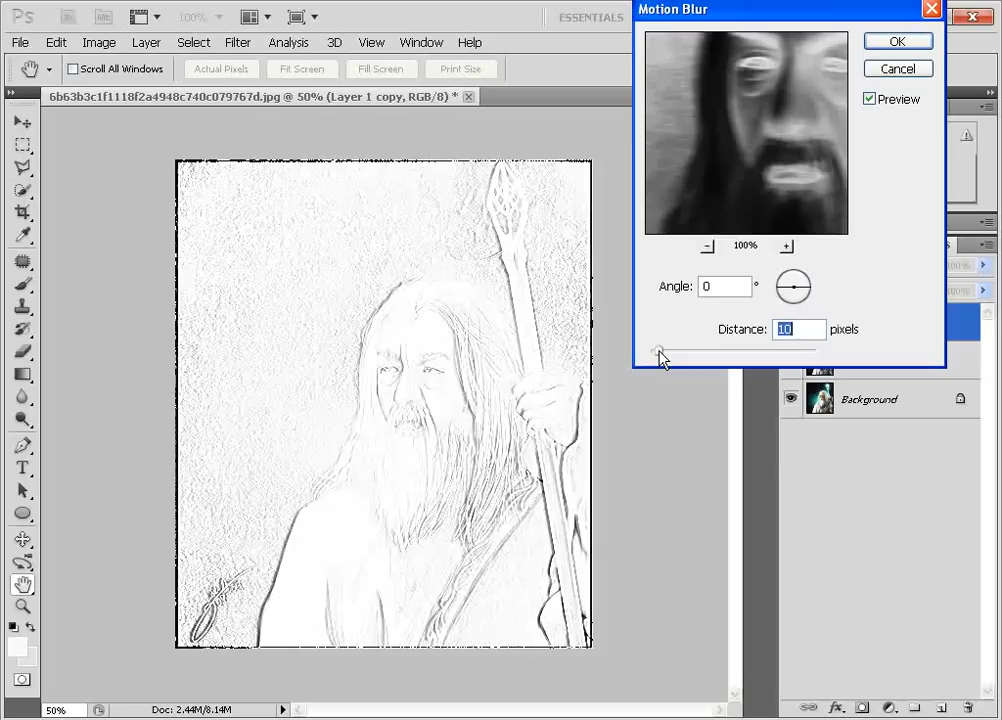 Ps
Mb
100%
ESSENTIALS
File Edit Image Layer Select Filter Analysis 3D View Window Help
Scroll All Windows Actual Pixels Fit Screen Fill Screen Print Size
6b63b3c1f1118f2a4948c740c079767d.jpg @ 50% (Layer 1 copy, RGB/8) *
Motion Blur
OK
Cancel
Preview
100%
Angle: 0 °
Distance: 10 pixels
Background
50% Doc: 2.44M/8.14M